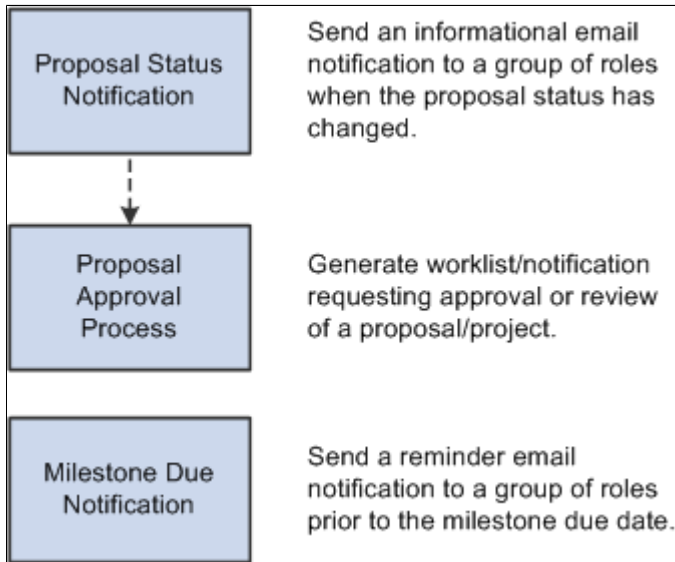 Proposal Status
Notification
Send an informational email
notification to a group of roles
when the proposal status has
changed.
Proposal
Approval
Process
Generate worklist/notification
requesting approval or review
of a proposal/project.
Milestone Due
Notification
Send a reminder email
notification to a group of roles
prior to the milestone due date.